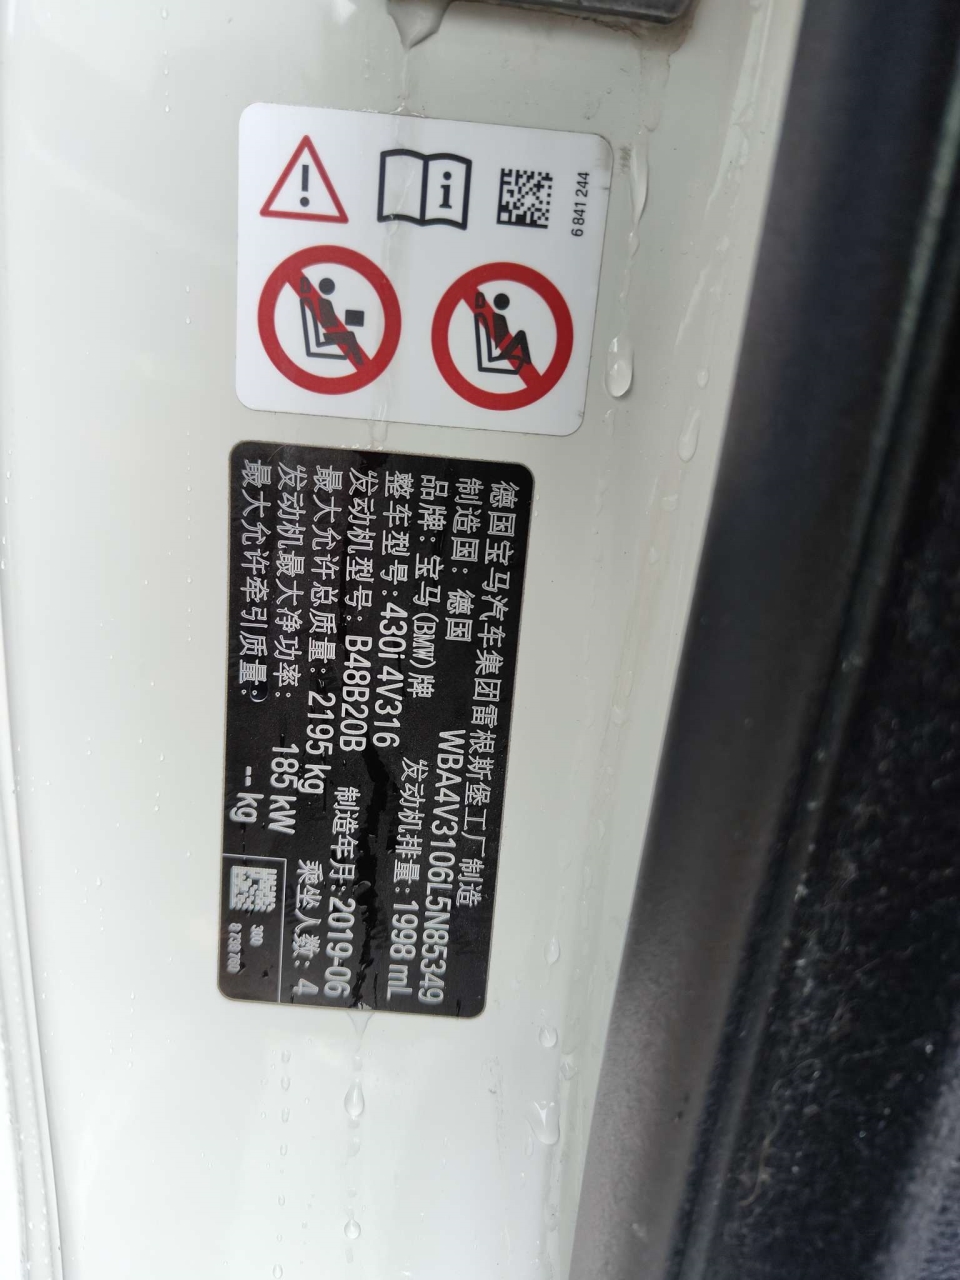 6 841 244
德国宝马汽车集团雷根斯堡工厂制造
制造国：德国 WBA4V3106L5N85349
品牌：宝马(BMW)牌 发动机排量：1998 mL
整车型号：430i 4V316
发动机型号：B48B20B 制造年月：2019-06
最大允许总质量：2195 kg 乘坐人数：4
发动机最大净功率：185 kW
最大允许牵引质量：-- kg
300